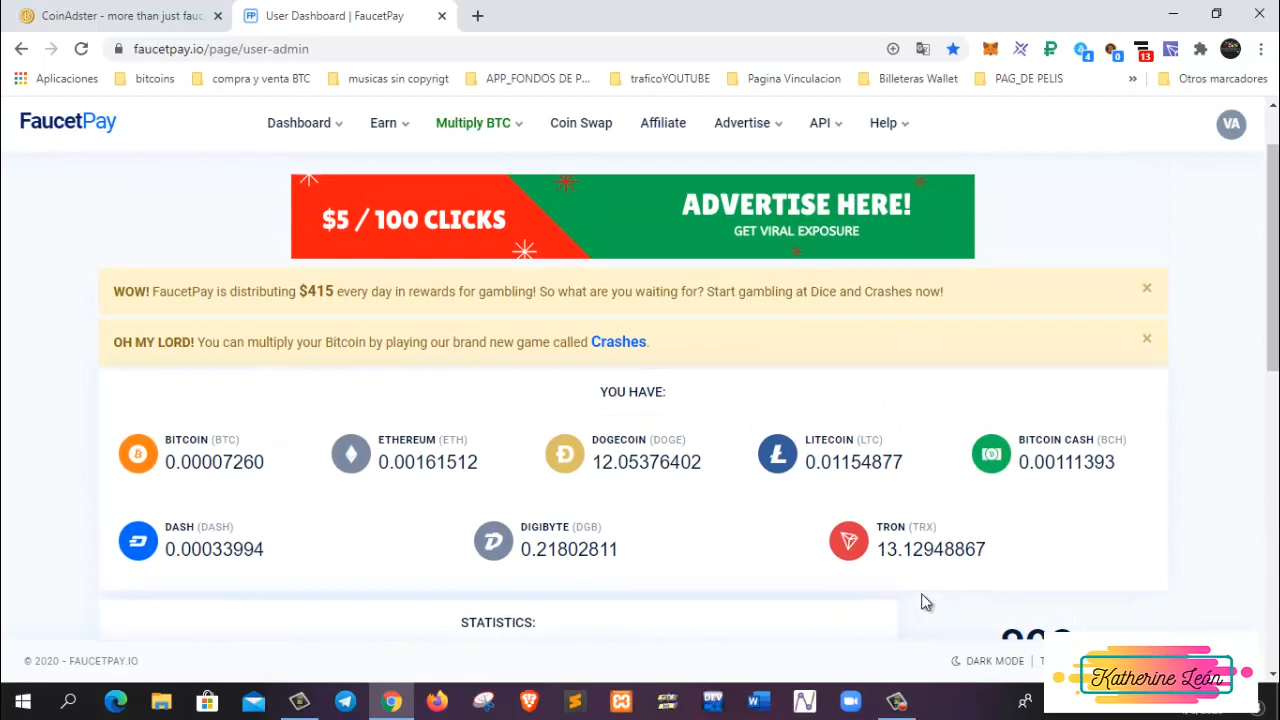 CoinAdster - more than just fauc
User Dashboard | FaucetPay
faucetpay.io/page/user-admin
4
0
13
Aplicaciones
bitcoins
compra y venta BTC
musicas sin copyrigt
APP_FONDOS DE P...
traficoYOUTUBE
Pagina Vinculacion
Billeteras Wallet
PAG_DE PELIS
»
Otros marcadores
FaucetPay
Dashboard
Earn
Multiply BTC
Coin Swap
Affiliate
Advertise
API
Help
VA
$5 / 100 CLICKS
ADVERTISE HERE!
GET VIRAL EXPOSURE
WOW! FaucetPay is distributing $415 every day in rewards for gambling! So what are you waiting for? Start gambling at Dice and Crashes now!
OH MY LORD! You can multiply your Bitcoin by playing our brand new game called Crashes.
YOU HAVE:
BITCOIN (BTC)
0.00007260
ETHEREUM (ETH)
0.00161512
DOGECOIN (DOGE)
12.05376402
LITECOIN (LTC)
0.01154877
BITCOIN CASH (BCH)
0.00111393
DASH (DASH)
0.00033994
DIGIBYTE (DGB)
0.21802811
TRON (TRX)
13.12948867
STATISTICS:
© 2020 - FAUCETPAY.IO
DARK MODE
Katherine León